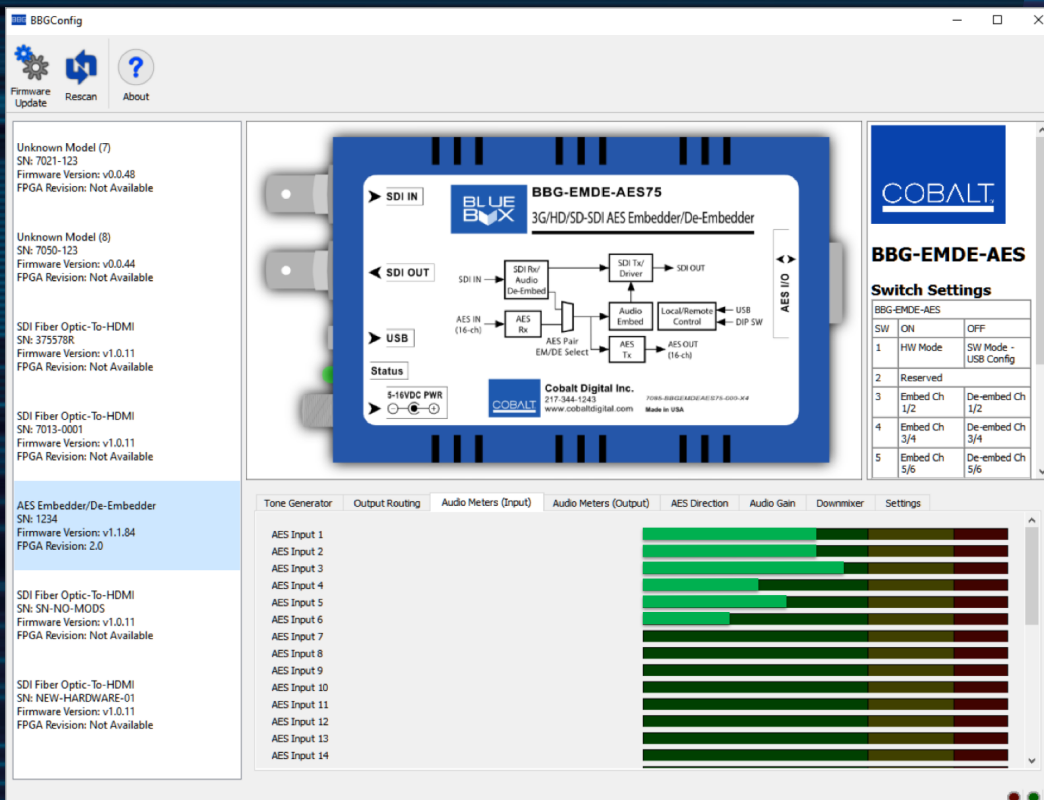 BBG BBGConfig
Firmware
Update
Rescan
?
About
Unknown Model (7)
SN: 7021-123
Firmware Version: v0.0.48
FPGA Revision: Not Available
Unknown Model (8)
SN: 7050-123
Firmware Version: v0.0.44
FPGA Revision: Not Available
SDI Fiber Optic-To-HDMI
SN: 375578R
Firmware Version: v1.0.11
FPGA Revision: Not Available
SDI Fiber Optic-To-HDMI
SN: 7013-0001
Firmware Version: v1.0.11
FPGA Revision: Not Available
AES Embedder/De-Embedder
SN: 1234
Firmware Version: v1.1.84
FPGA Revision: 2.0
SDI Fiber Optic-To-HDMI
SN: SN-NO-MODS
Firmware Version: v1.0.11
FPGA Revision: Not Available
SDI Fiber Optic-To-HDMI
SN: NEW-HARDWARE-01
Firmware Version: v1.0.11
FPGA Revision: Not Available
SDI IN
SDI OUT
USB
Status
5-16VDC PWR
BLUE
BOX
BBG-EMDE-AES75
3G/HD/SD-SDI AES Embedder/De-Embedder
SDI IN
SDI Rx/
Audio
De-Embed
SDI Tx/
Driver
SDI OUT
AES IN
(16-ch)
AES
Rx
AES Pair
EM/DE Select
Audio
Embed
Local/Remote
Control
USB
DIP SW
AES
Tx
AES OUT
(16-ch)
AES I/O
COBALT
Cobalt Digital Inc.
217-344-1243
www.cobaltdigital.com
7095-BBGEMDEAES75-000-X4
Made in USA
COBALT
BBG-EMDE-AES
Switch Settings
BBG-EMDE-AES
SW ON OFF
1 HW Mode SW Mode -
USB Config
2 Reserved
3 Embed Ch De-embed Ch
1/2 1/2
4 Embed Ch De-embed Ch
3/4 3/4
5 Embed Ch De-embed Ch
5/6 5/6
Tone Generator Output Routing Audio Meters (Input) Audio Meters (Output) AES Direction Audio Gain Downmixer Settings
AES Input 1
AES Input 2
AES Input 3
AES Input 4
AES Input 5
AES Input 6
AES Input 7
AES Input 8
AES Input 9
AES Input 10
AES Input 11
AES Input 12
AES Input 13
AES Input 14